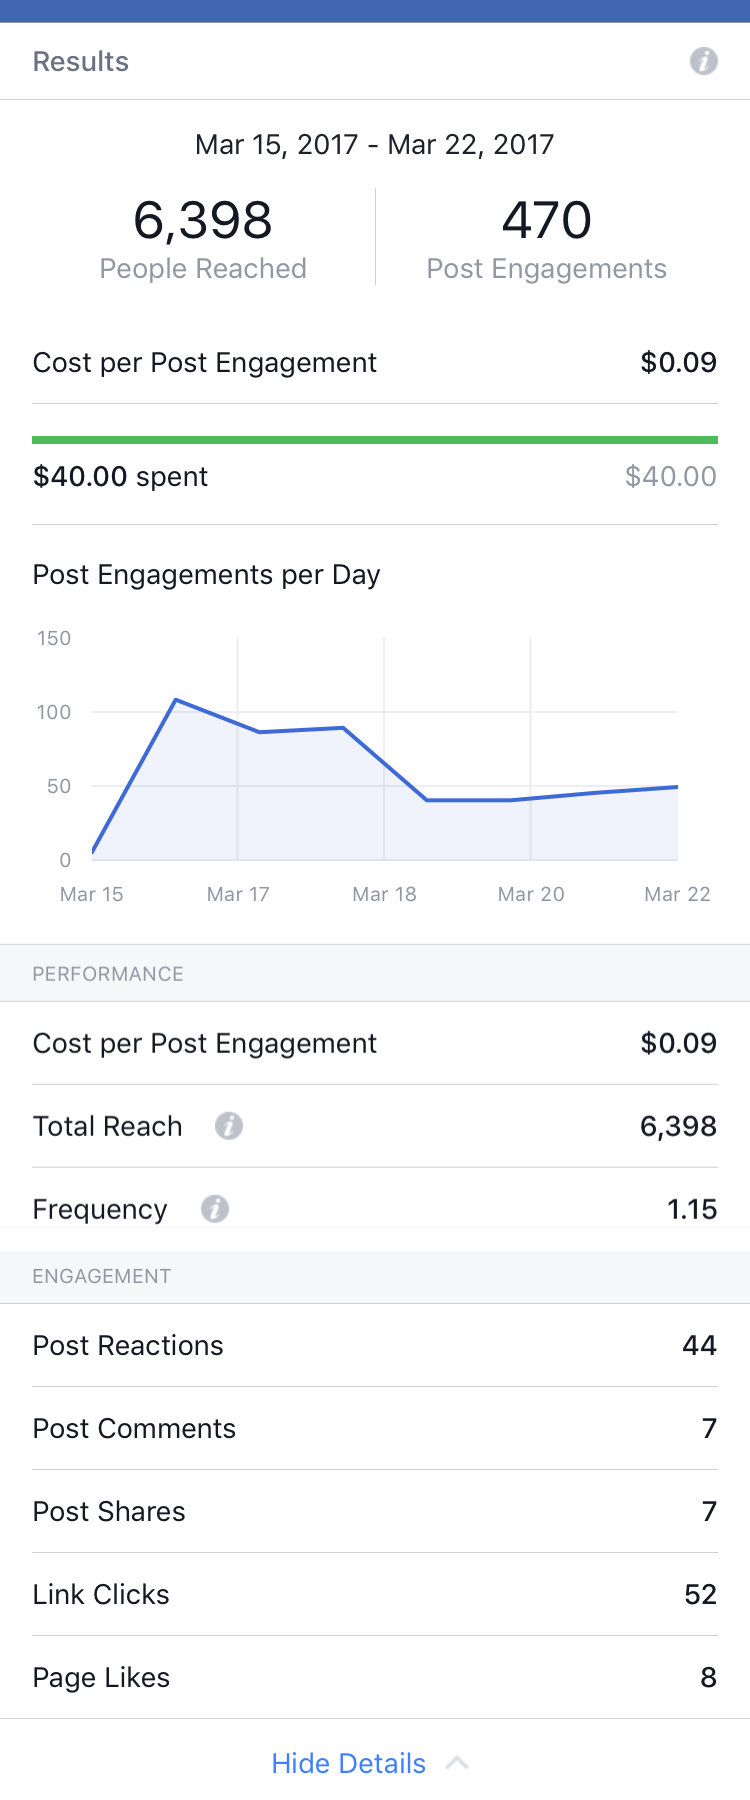 Results
Mar 15, 2017 - Mar 22, 2017
6,398 470
People Reached Post Engagements
Cost per Post Engagement $0.09
$40.00 spent $40.00
Post Engagements per Day
150
100
50
0
Mar 15 Mar 17 Mar 18 Mar 20 Mar 22
PERFORMANCE
Cost per Post Engagement $0.09
Total Reach i 6,398
Frequency i 1.15
ENGAGEMENT
Post Reactions 44
Post Comments 7
Post Shares 7
Link Clicks 52
Page Likes 8
Hide Details